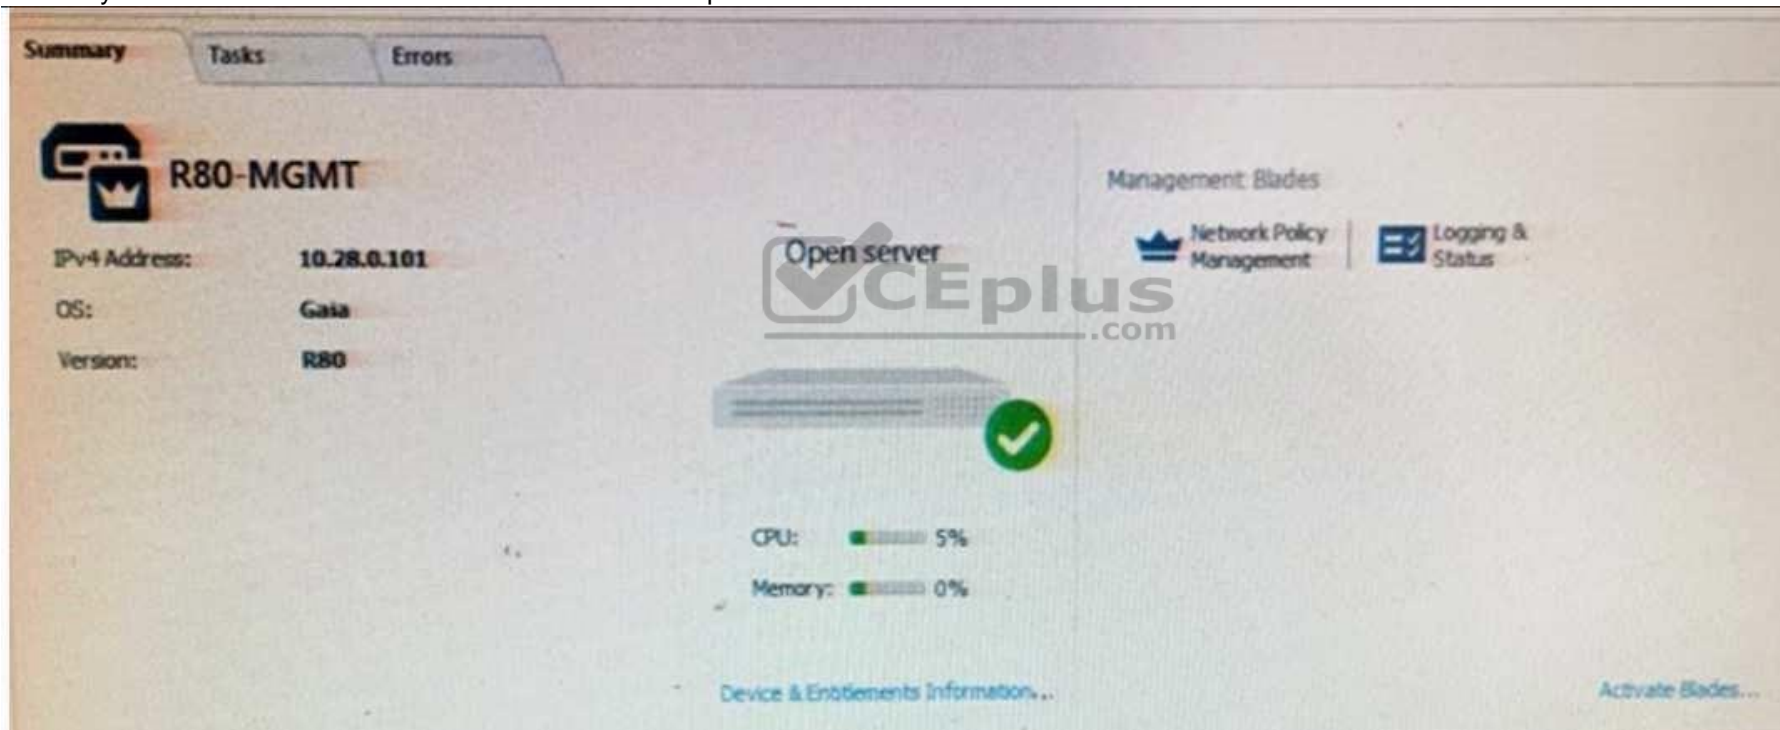 Summary Tasks Errors
R80-MGMT
IPv4 Address: 10.28.0.101
OS: Gaia
Version: R80
Open server
CPU: 5%
Memory: 0%
Device & Entitlements Information...
Management Blades
Network Policy
Management
Logging &
Status
Activate Blades...
CEplus
.com